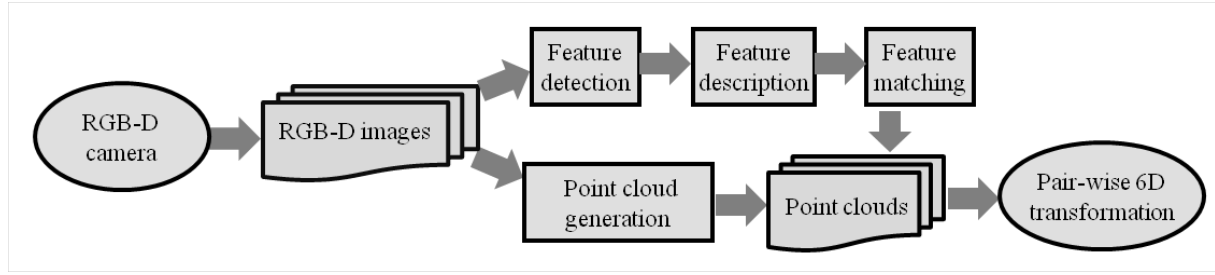 RGB-D
camera
RGB-D images
Feature
detection
Feature
description
Feature
matching
Point cloud
generation
Point clouds
Pair-wise 6D
transformation